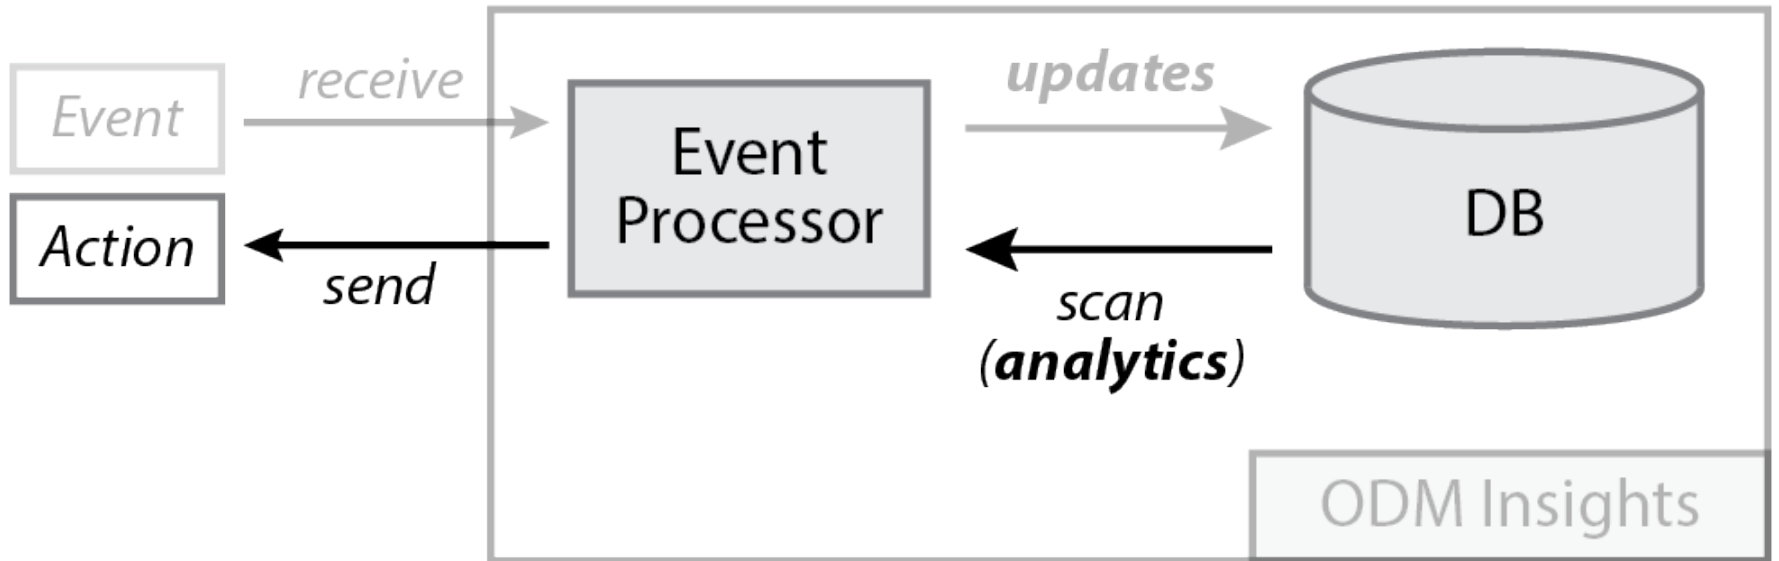 Event
receive
Event
Processor
updates
DB
Action
send
scan
(analytics)
ODM Insights